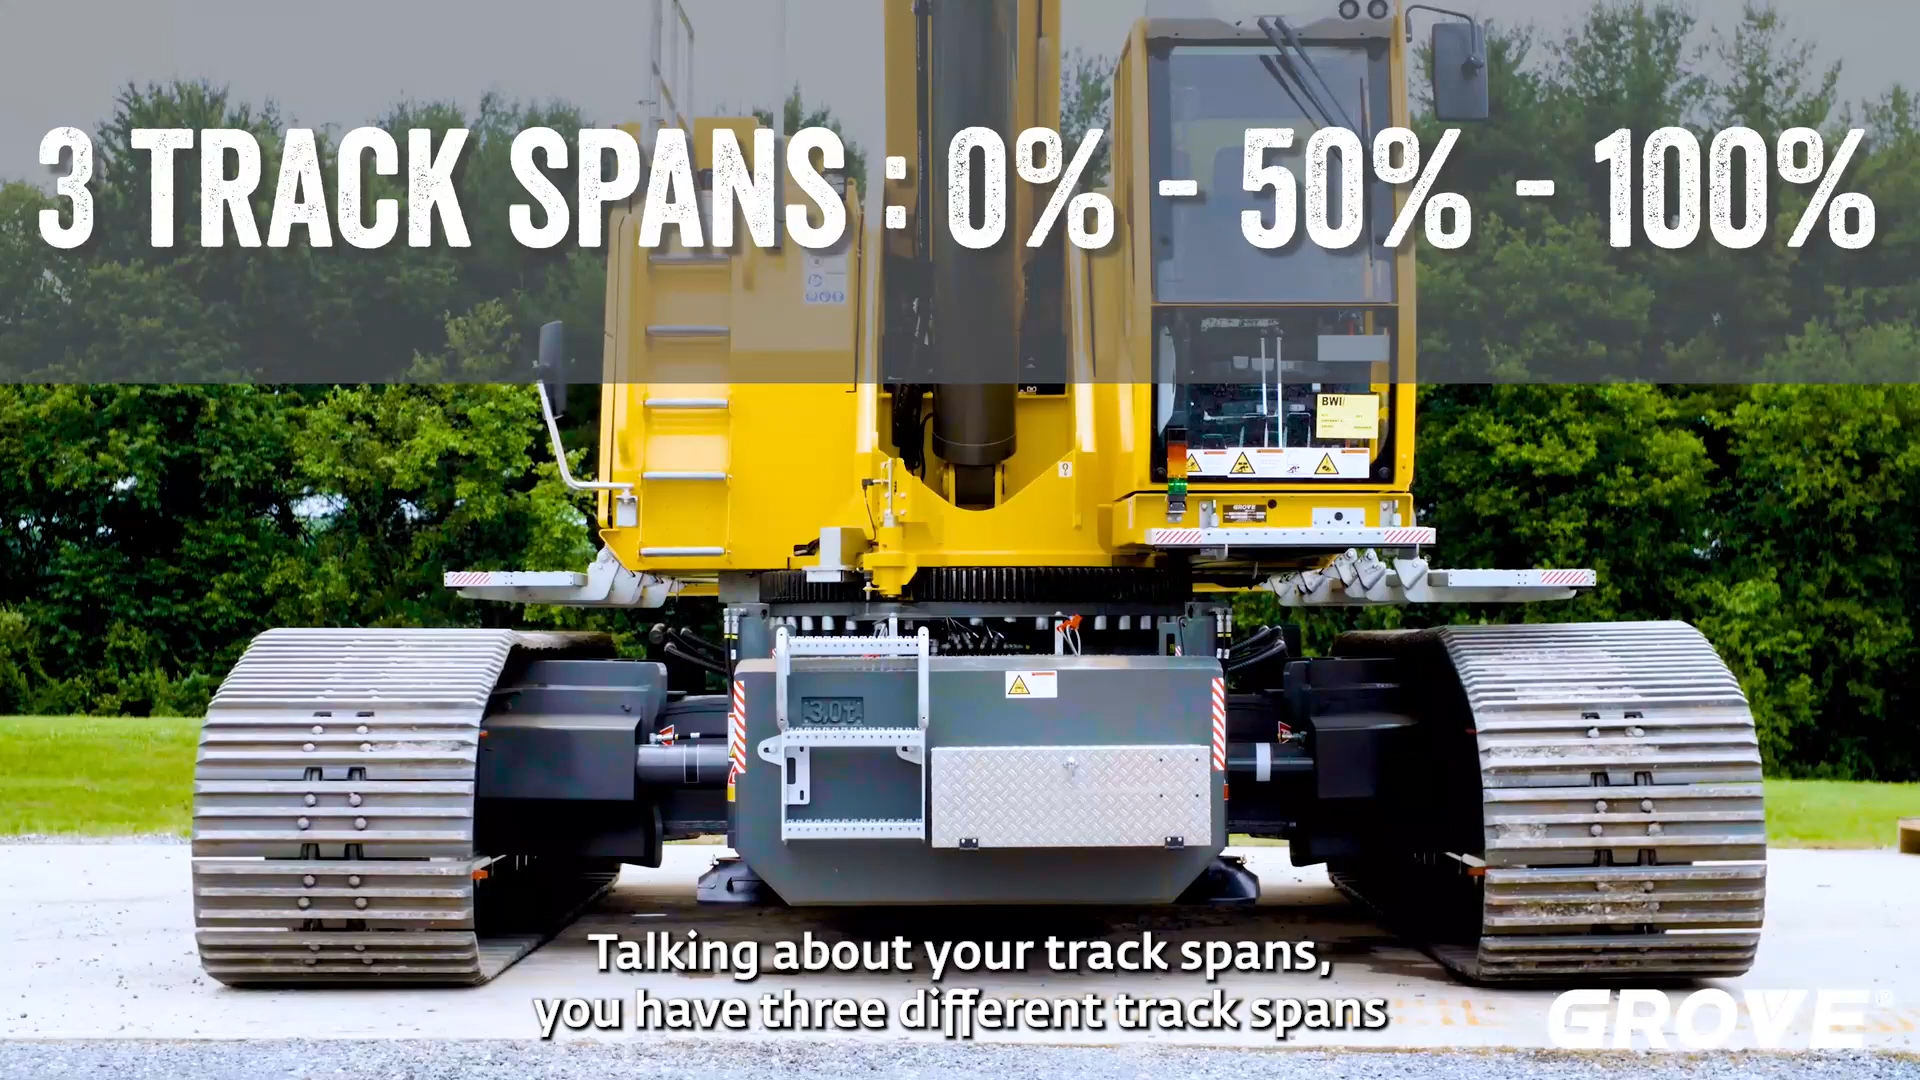 3 TRACK SPANS : 0% - 50% - 100%
BWI
GROVE
3,0t
Talking about your track spans,
you have three different track spans
GROVE®